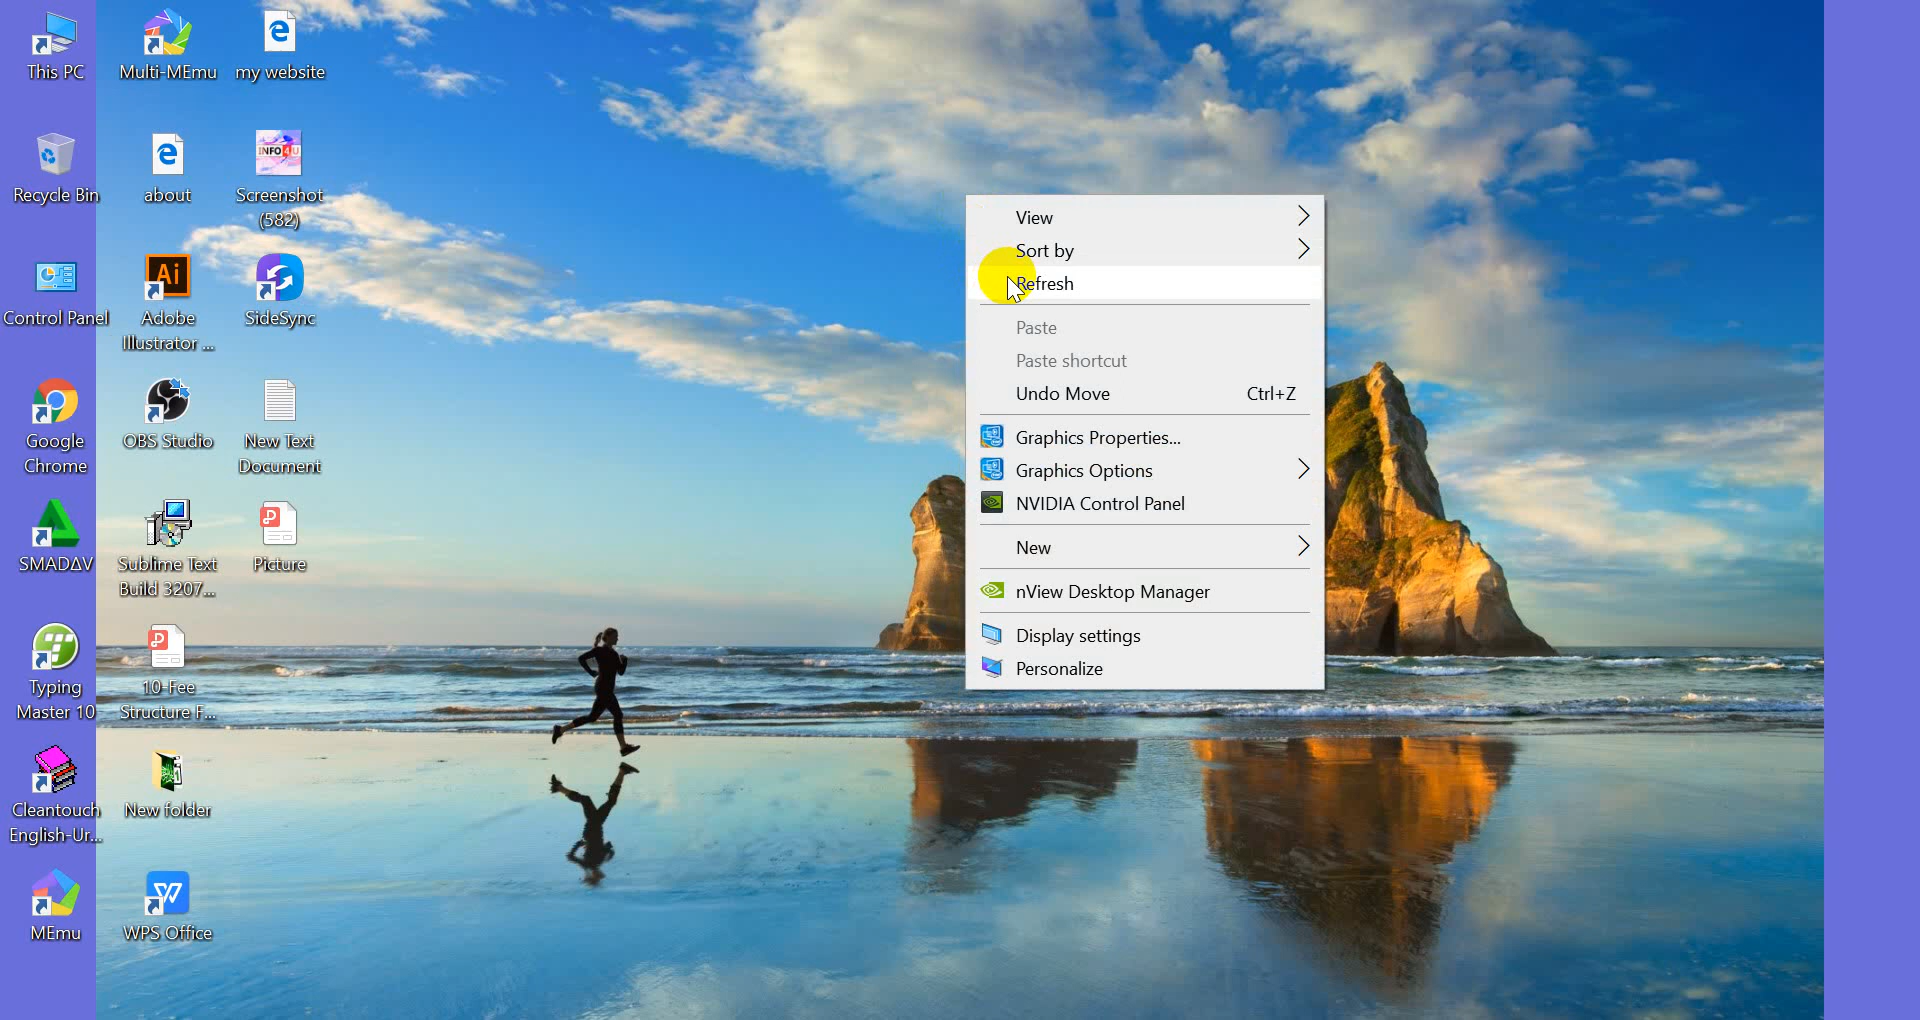 This PC
Multi-MEmu
my website
Recycle Bin
about
INFO4U
Screenshot
(582)
Control Panel
Ai
Adobe
Illustrator ...
SideSync
Google
Chrome
OBS Studio
New Text
Document
SMADΔV
Sublime Text
Build 3207...
Picture
Typing
Master 10
10-Fee
Structure F...
Cleantouch
English-Ur...
New folder
MEmu
WPS Office
View
Sort by
Refresh
Paste
Paste shortcut
Undo Move Ctrl+Z
Graphics Properties...
Graphics Options
NVIDIA Control Panel
New
nView Desktop Manager
Display settings
Personalize